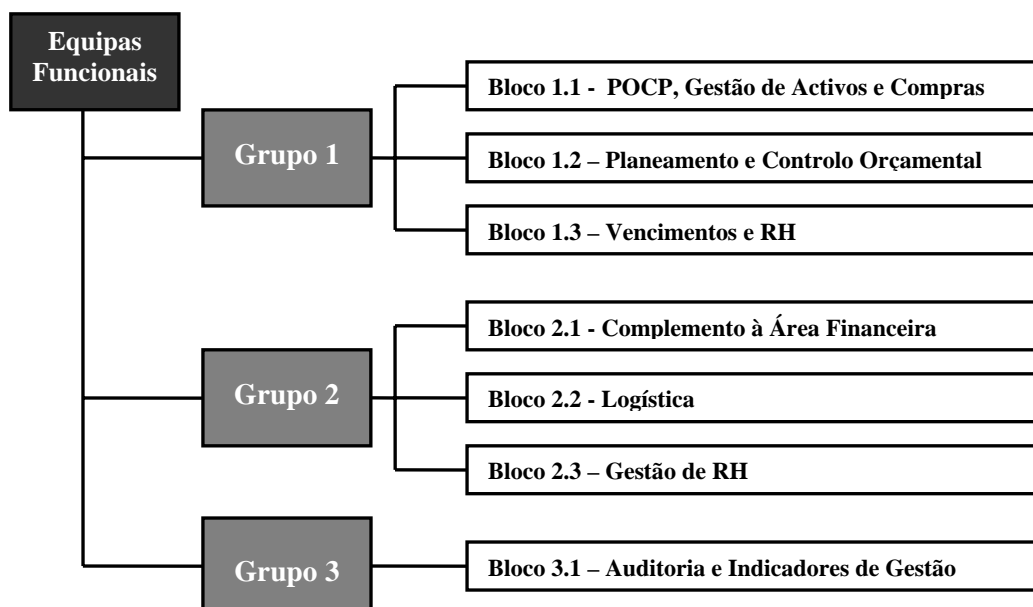 Equipas
Funcionais
Grupo 1
Bloco 1.1 - POCP, Gestão de Activos e Compras
Bloco 1.2 – Planeamento e Controlo Orçamental
Bloco 1.3 – Vencimentos e RH
Grupo 2
Bloco 2.1 - Complemento à Área Financeira
Bloco 2.2 - Logística
Bloco 2.3 – Gestão de RH
Grupo 3
Bloco 3.1 – Auditoria e Indicadores de Gestão